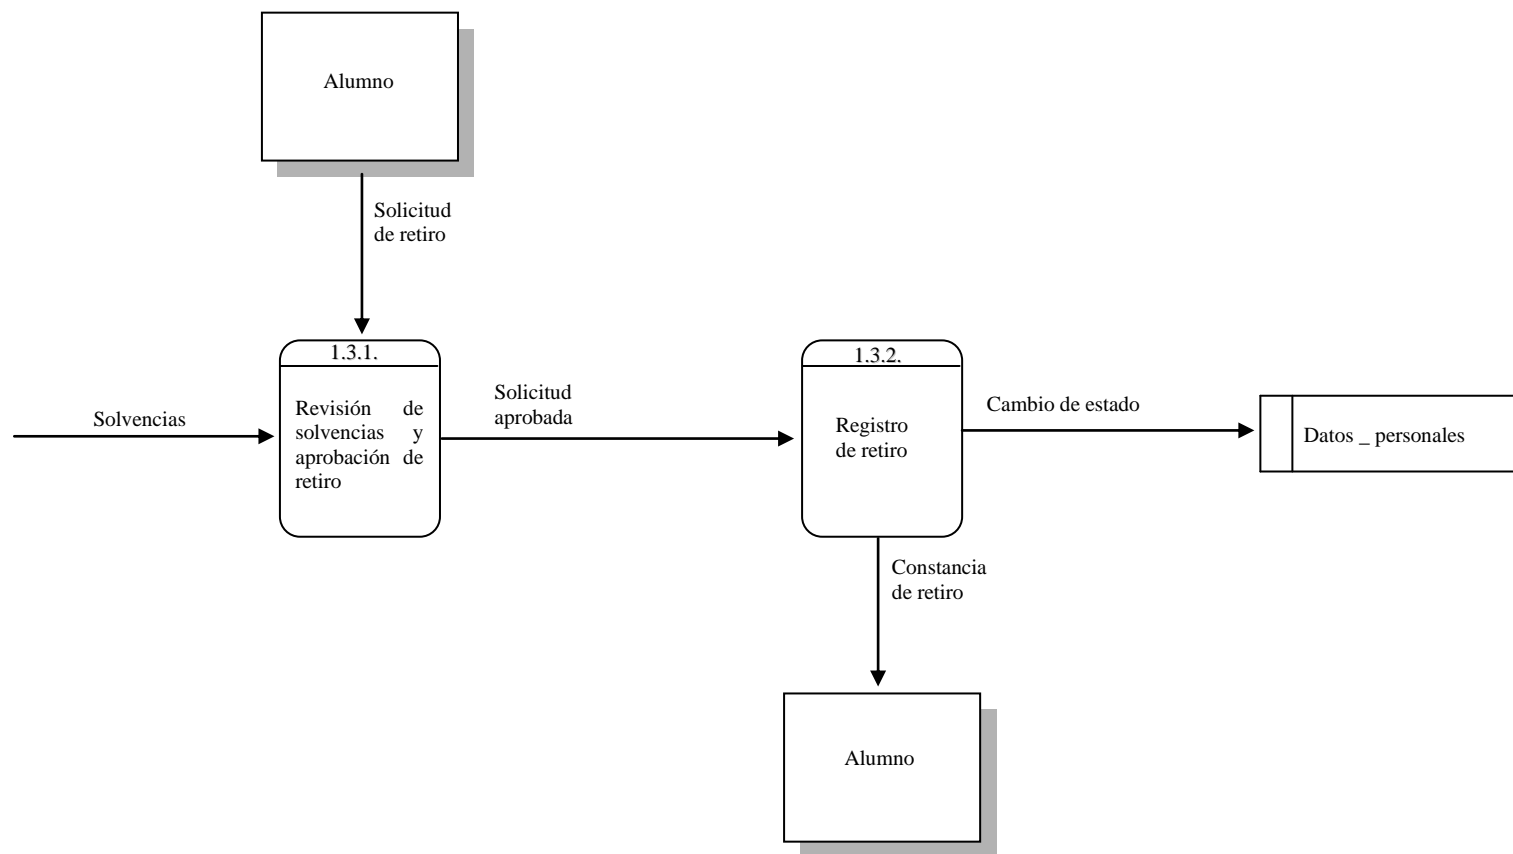 Alumno
Solicitud
de retiro
1.3.1.
Revisión de
solvencias y
aprobación de
retiro
Solvencias
Solicitud
aprobada
1.3.2.
Registro
de retiro
Cambio de estado
Datos _ personales
Constancia
de retiro
Alumno